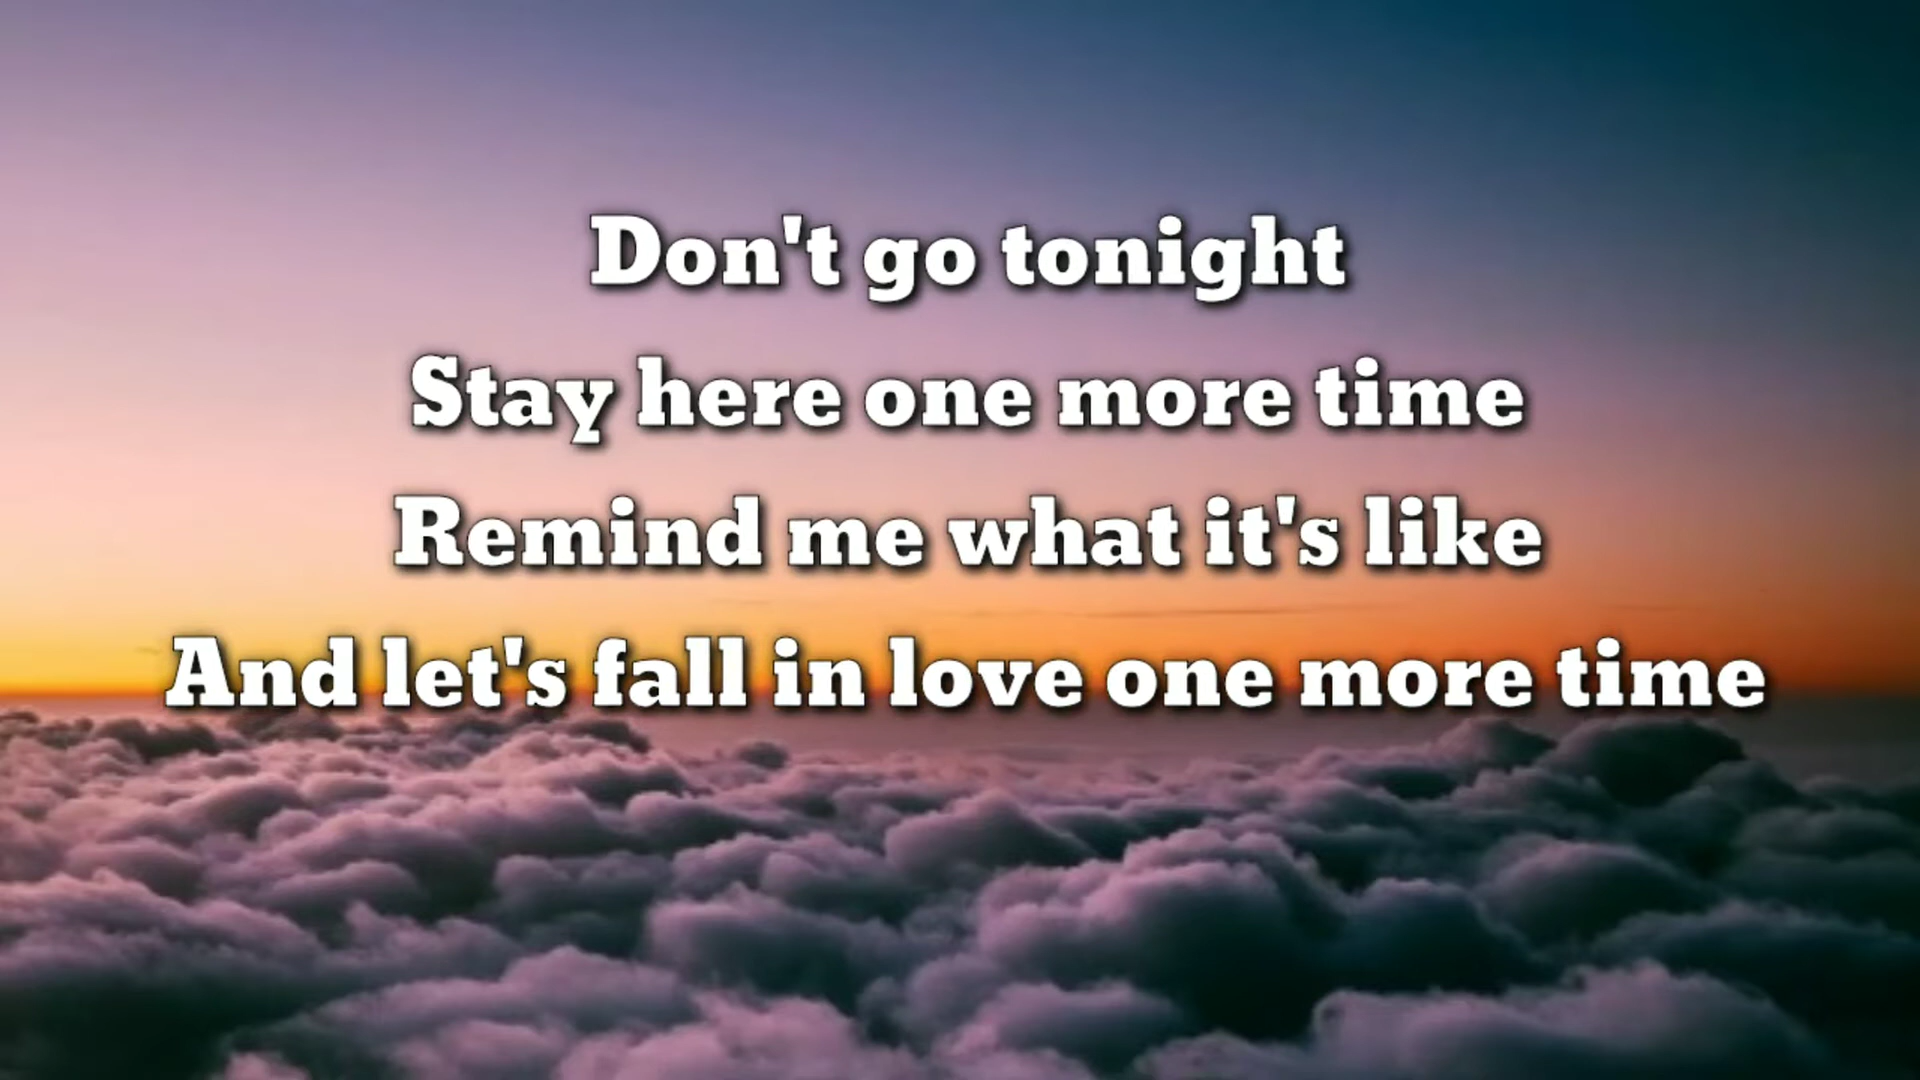 Don't go tonight
Stay here one more time
Remind me what it's like
And let's fall in love one more time